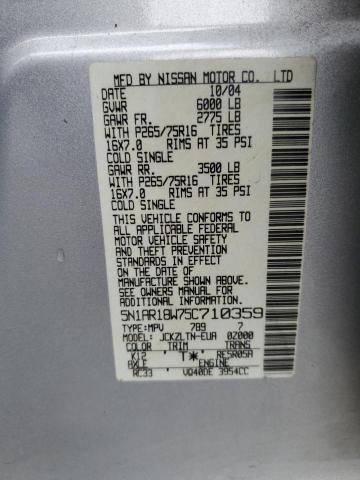 MFD BY NISSAN MOTOR CO. LTD
DATE 10/04
GVWR 6000 LB
GAWR FR. 2775 LB
WITH P265/75R16 TIRES
16X7.0 RIMS AT 35 PSI
COLD SINGLE
GAWR RR. 3500 LB
WITH P265/75R16 TIRES
16X7.0 RIMS AT 35 PSI
COLD SINGLE
THIS VEHICLE CONFORMS TO
ALL APPLICABLE FEDERAL
MOTOR VEHICLE SAFETY
AND THEFT PREVENTION
STANDARDS IN EFFECT
ON THE DATE OF
MANUFACTURE SHOWN ABOVE.
SEE OWNERS MANUAL FOR
ADDITIONAL INFORMATION.
5N1AR18W75C710359
TYPE:MPV 789 7
MODEL: JCKZLTN-EUA 02000
COLOR TRIM TRANS
K12 T* RE5R05A
AXLE ENGINE
RC33 VQ40DE 3954CC